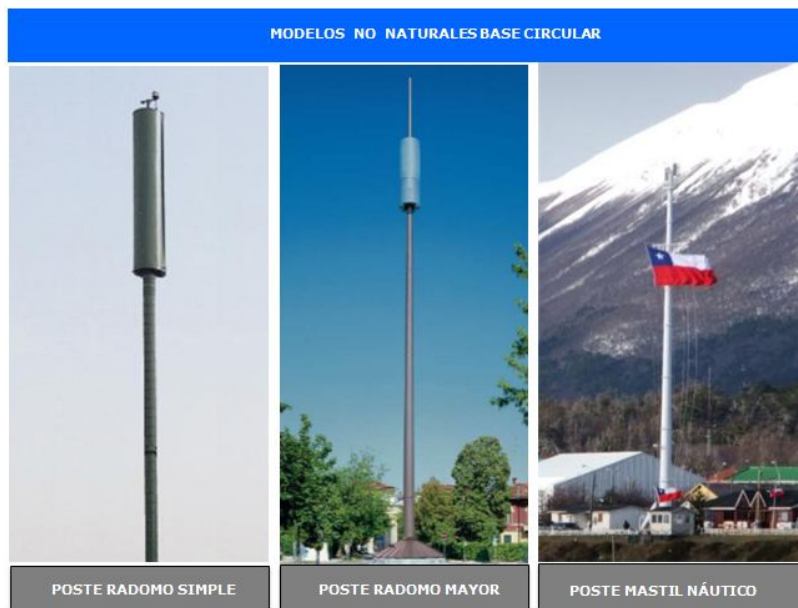 MODELOS NO NATURALES BASE CIRCULAR
POSTE RADOMO SIMPLE
POSTE RADOMO MAYOR
POSTE MASTIL NÁUTICO